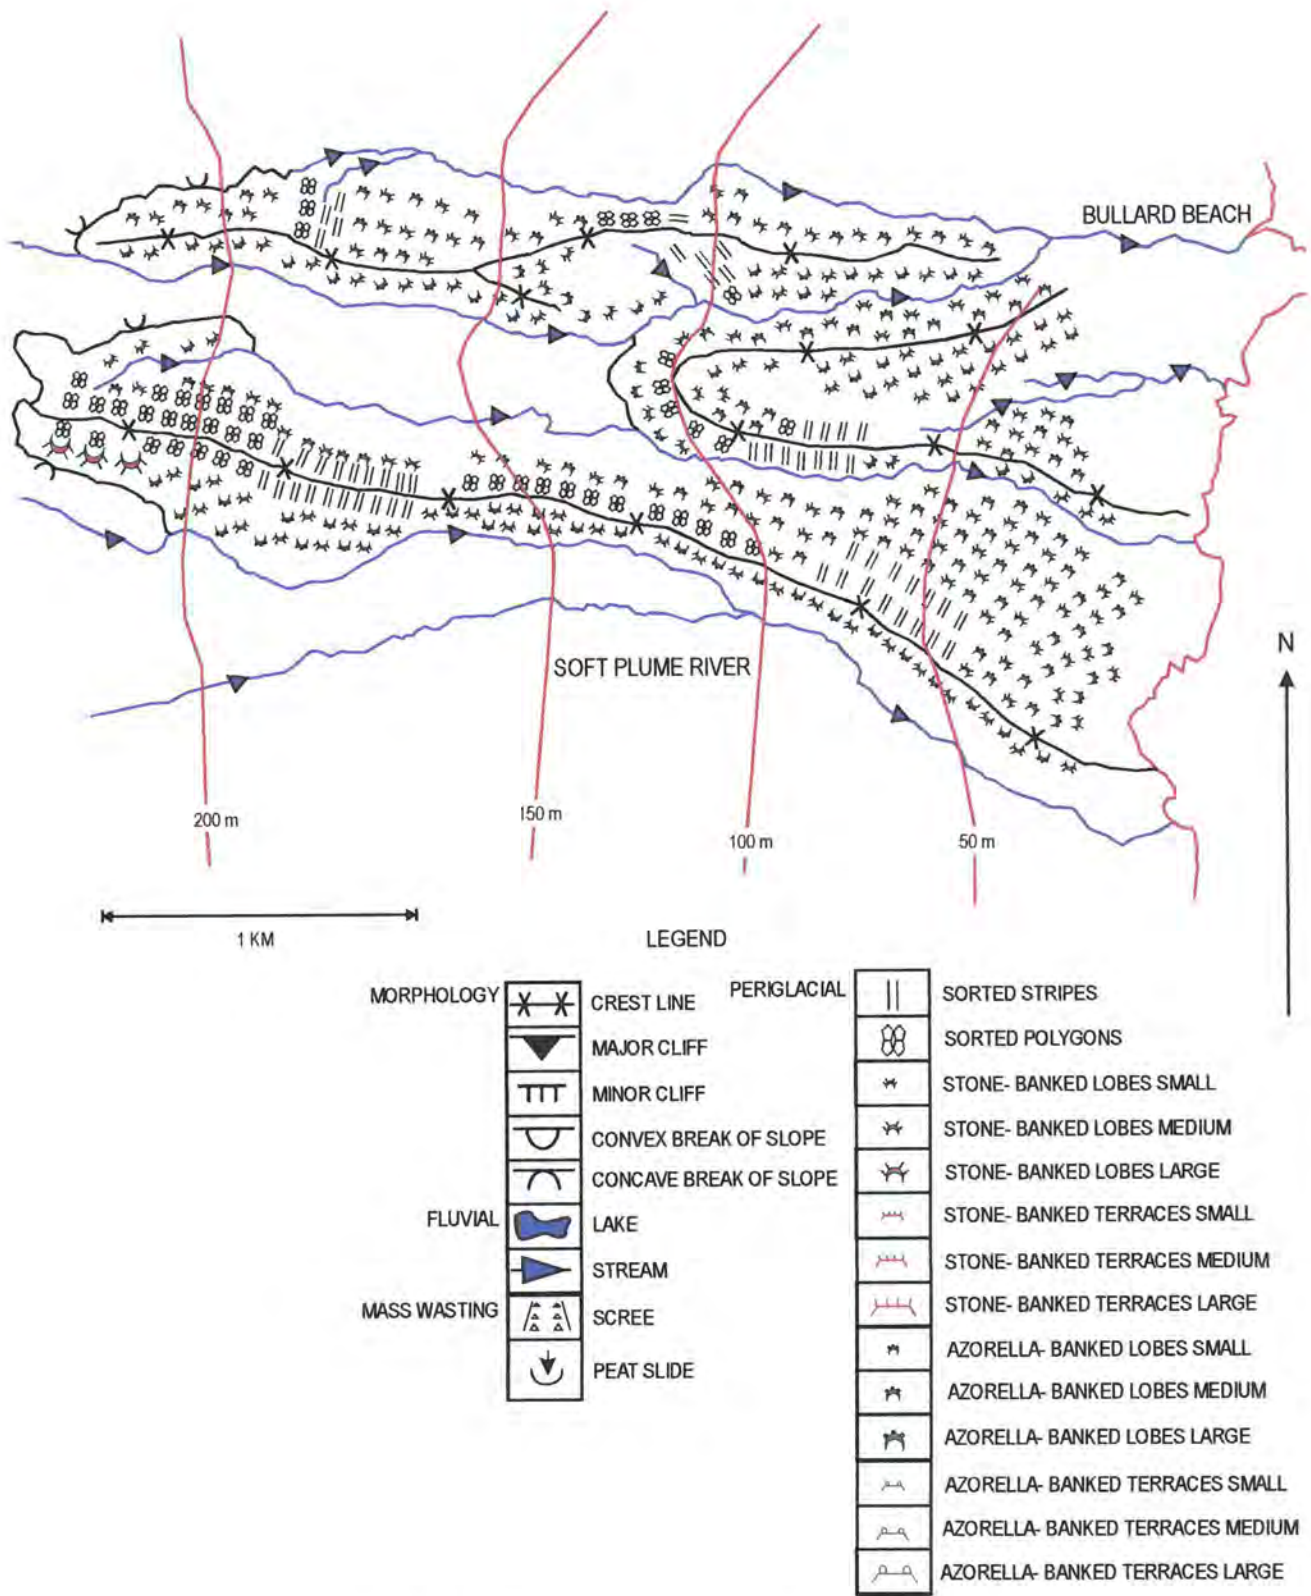 BULLARD BEACH
N
SOFT PLUME RIVER
200 m
150 m
100 m
50 m
1 KM
LEGEND
MORPHOLOGY
CREST LINE
MAJOR CLIFF
MINOR CLIFF
CONVEX BREAK OF SLOPE
CONCAVE BREAK OF SLOPE
FLUVIAL
LAKE
STREAM
MASS WASTING
SCREE
PEAT SLIDE
PERIGLACIAL
SORTED STRIPES
SORTED POLYGONS
STONE- BANKED LOBES SMALL
STONE- BANKED LOBES MEDIUM
STONE- BANKED LOBES LARGE
STONE- BANKED TERRACES SMALL
STONE- BANKED TERRACES MEDIUM
STONE- BANKED TERRACES LARGE
AZORELLA- BANKED LOBES SMALL
AZORELLA- BANKED LOBES MEDIUM
AZORELLA- BANKED LOBES LARGE
AZORELLA- BANKED TERRACES SMALL
AZORELLA- BANKED TERRACES MEDIUM
AZORELLA- BANKED TERRACES LARGE